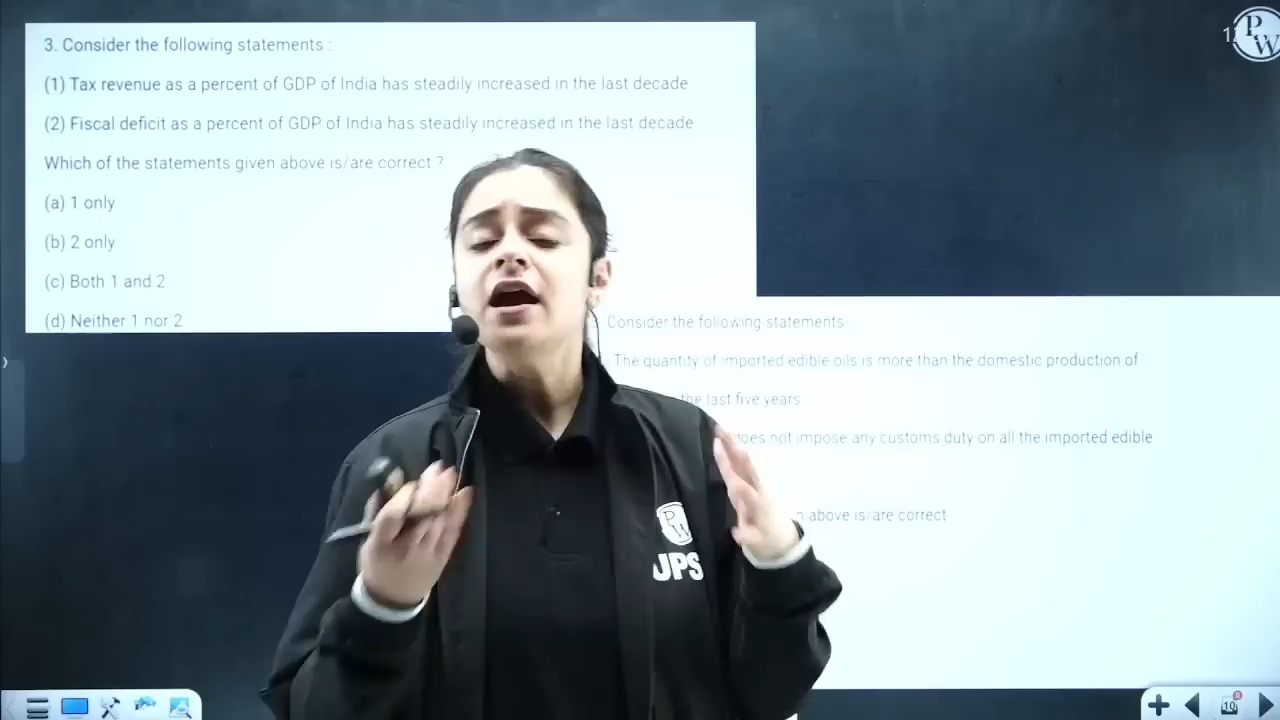 3. Consider the following statements :
(1) Tax revenue as a percent of GDP of India has steadily increased in the last decade
(2) Fiscal deficit as a percent of GDP of India has steadily increased in the last decade
Which of the statements given above is/are correct ?
(a) 1 only
(b) 2 only
(c) Both 1 and 2
(d) Neither 1 nor 2
Consider the following statements
The quantity of imported edible oils is more than the domestic production of
the last five years
does not impose any customs duty on all the imported edible
above is/are correct
PW
PW
UPS
10